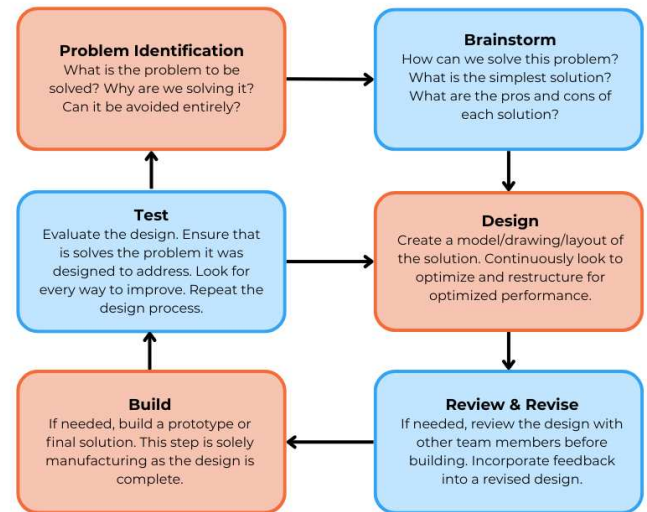 Problem Identification
What is the problem to be
solved? Why are we solving it?
Can it be avoided entirely?
Brainstorm
How can we solve this problem?
What is the simplest solution?
What are the pros and cons of
each solution?
Test
Evaluate the design. Ensure that
is solves the problem it was
designed to address. Look for
every way to improve. Repeat the
design process.
Design
Create a model/drawing/layout of
the solution. Continuously look to
optimize and restructure for
optimized performance.
Build
If needed, build a prototype or
final solution. This step is solely
manufacturing as the design is
complete.
Review & Revise
If needed, review the design with
other team members before
building. Incorporate feedback
into a revised design.